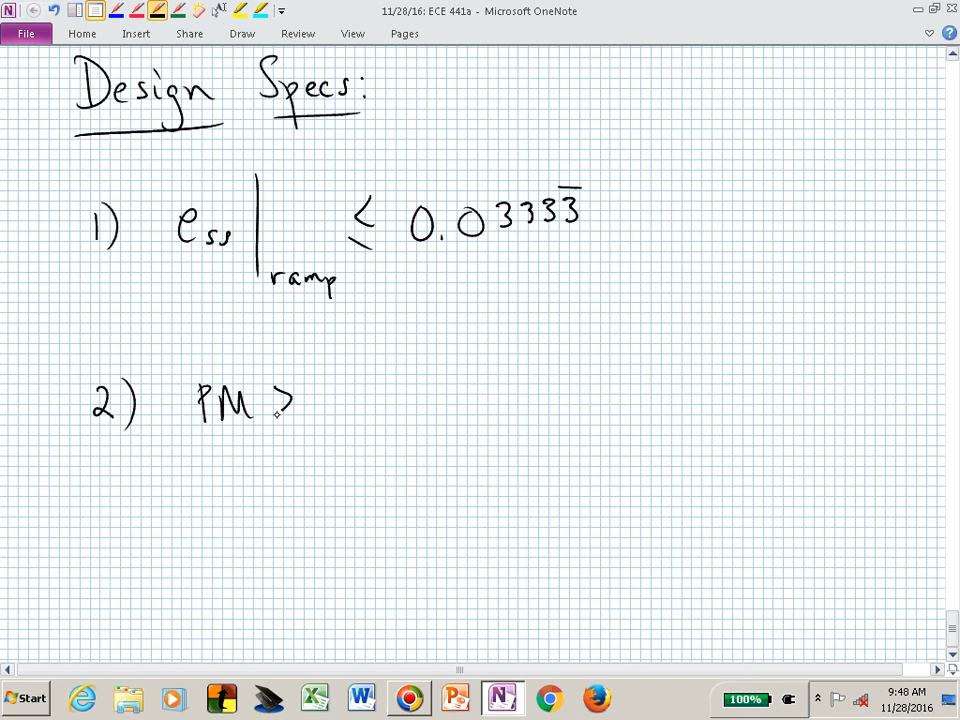 11/28/16: ECE 441a - Microsoft OneNote
File Home Insert Share Draw Review View Pages
Design Specs:
1) e_ss | ramp ≤ 0.03333̅
2) PM >
Start 100% 9:48 AM
11/28/2016